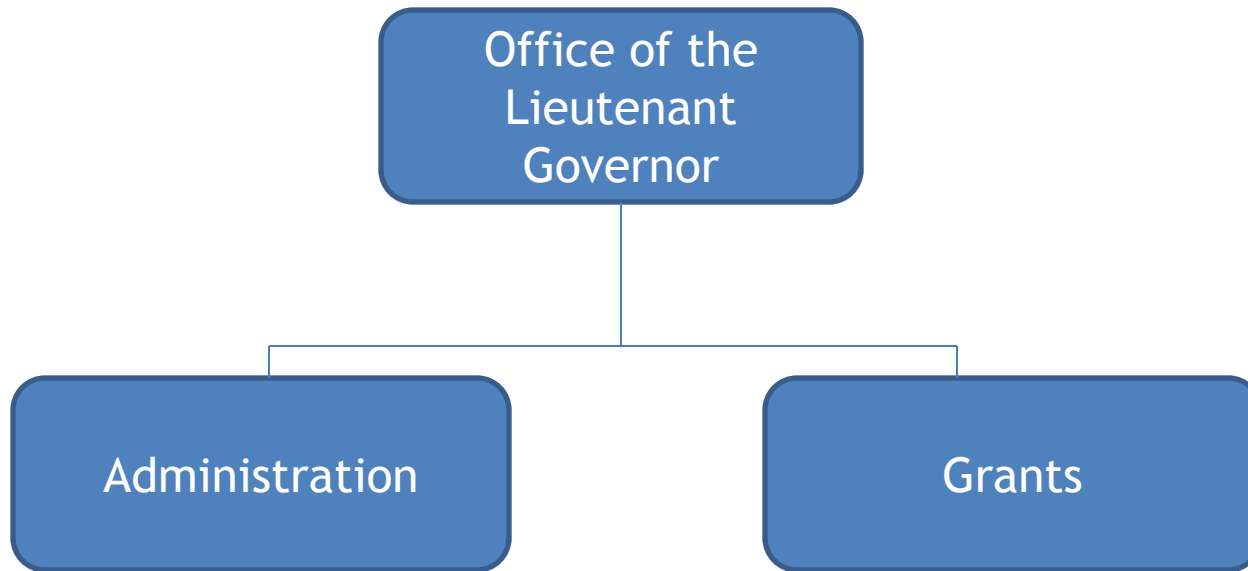 Office of the
Lieutenant
Governor
Administration
Grants